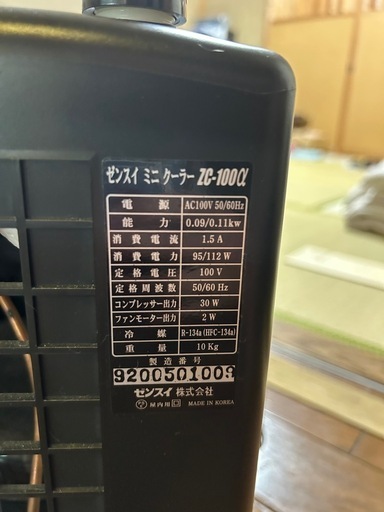 ゼンスイ ミニ クーラー ZC-100α
電源 AC100V 50/60Hz
能力 0.09/0.11kw
消費電流 1.5 A
消費電力 95/112 W
定格電圧 100 V
定格周波数 50/60 Hz
コンプレッサー出力 30 W
ファンモーター出力 2 W
冷媒 R-134a (HFC-134a)
重量 10 Kg
製造番号
9200501009
ゼンスイ株式会社
屋内用 MADE IN KOREA